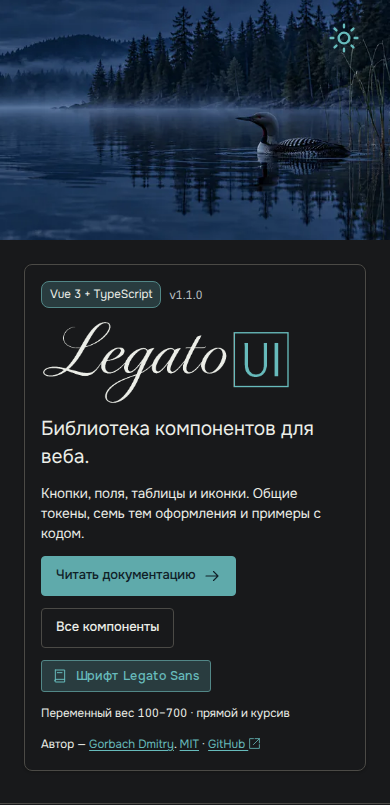 Vue 3 + TypeScript v1.1.0
Legato UI
Библиотека компонентов для
веба.
Кнопки, поля, таблицы и иконки. Общие
токены, семь тем оформления и примеры с
кодом.
Читать документацию →
Все компоненты
Шрифт Legato Sans
Переменный вес 100–700 · прямой и курсив
Автор — Gorbach Dmitry. MIT · GitHub